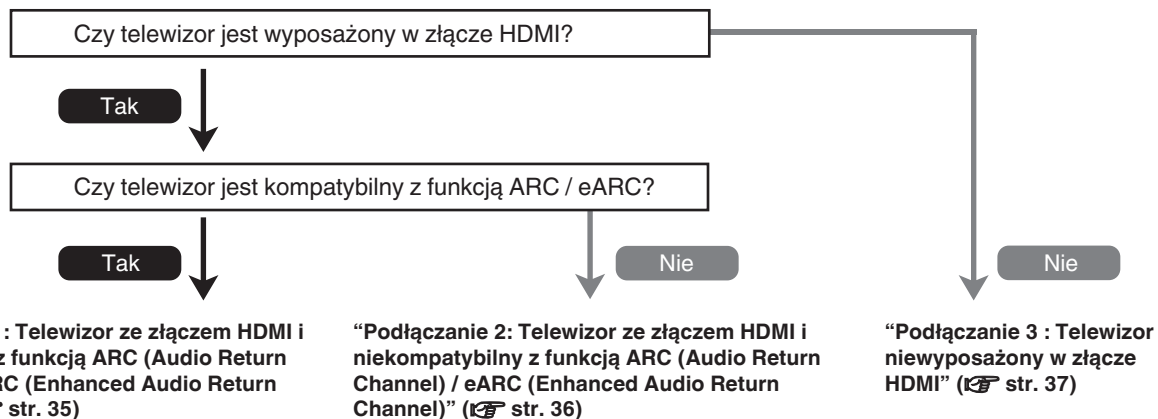 Czy telewizor jest wyposażony w złącze HDMI?
Tak
Czy telewizor jest kompatybilny z funkcją ARC / eARC?
Tak
Nie
Nie
: Telewizor ze złączem HDMI i
z funkcją ARC (Audio Return
RC (Enhanced Audio Return
str. 35)
“Podłączanie 2: Telewizor ze złączem HDMI i
niekompatybilny z funkcją ARC (Audio Return
Channel) / eARC (Enhanced Audio Return
Channel)” (☞ str. 36)
“Podłączanie 3 : Telewizor
niewyposażony w złącze
HDMI” (☞ str. 37)